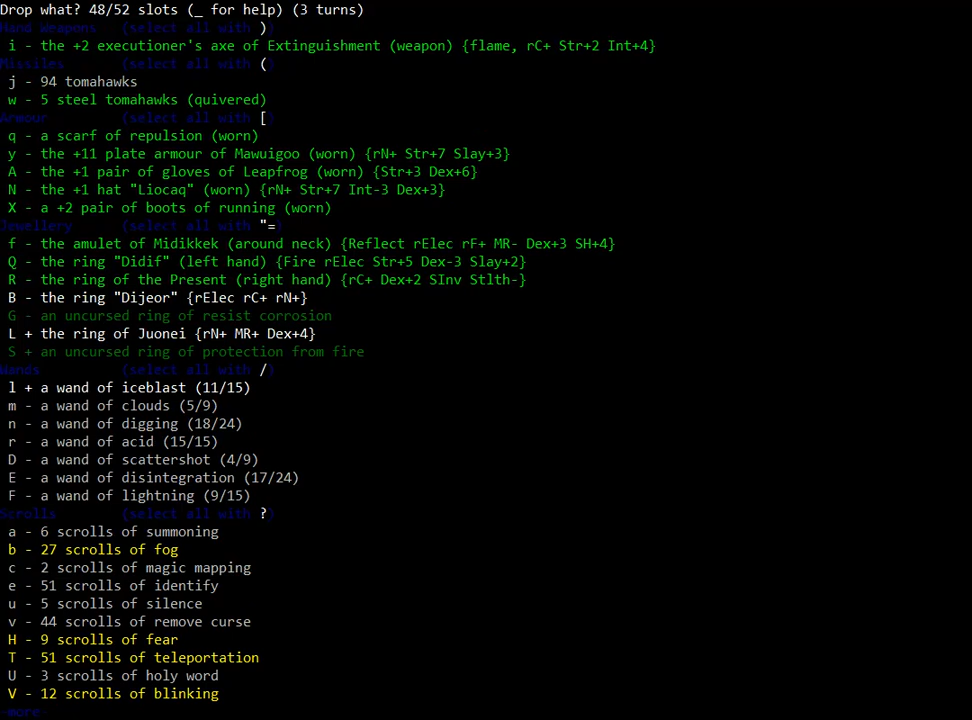 Drop what? 48/52 slots (_ for help) (3 turns)
Hand Weapons (select all with ))
i - the +2 executioner's axe of Extinguishment (weapon) {flame, rC+ Str+2 Int+4}
Missiles (select all with ()
j - 94 tomahawks
w - 5 steel tomahawks (quivered)
Armour (select all with [)
q - a scarf of repulsion (worn)
y - the +11 plate armour of Mawuigoo (worn) {rN+ Str+7 Slay+3}
A - the +1 pair of gloves of Leapfrog (worn) {Str+3 Dex+6}
N - the +1 hat "Liocaq" (worn) {rN+ Str+7 Int-3 Dex+3}
X - a +2 pair of boots of running (worn)
Jewellery (select all with "=)
f - the amulet of Midikkek (around neck) {Reflect rElec rF+ MR- Dex+3 SH+4}
Q - the ring "Didif" (left hand) {Fire rElec Str+5 Dex-3 Slay+2}
R - the ring of the Present (right hand) {rC+ Dex+2 SInv Stlth-}
B - the ring "Dijeor" {rElec rC+ rN+}
G - an uncursed ring of resist corrosion
L + the ring of Juonei {rN+ MR+ Dex+4}
S + an uncursed ring of protection from fire
Wands (select all with /)
l + a wand of iceblast (11/15)
m - a wand of clouds (5/9)
n - a wand of digging (18/24)
r - a wand of acid (15/15)
D - a wand of scattershot (4/9)
E - a wand of disintegration (17/24)
F - a wand of lightning (9/15)
Scrolls (select all with ?)
a - 6 scrolls of summoning
b - 27 scrolls of fog
c - 2 scrolls of magic mapping
e - 51 scrolls of identify
u - 5 scrolls of silence
v - 44 scrolls of remove curse
H - 9 scrolls of fear
T - 51 scrolls of teleportation
U - 3 scrolls of holy word
V - 12 scrolls of blinking
-more-